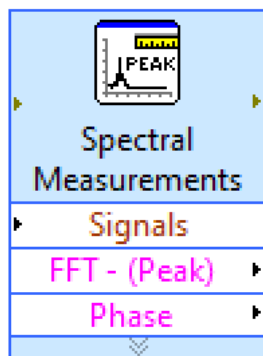 PEAK
Spectral
Measurements
Signals
FFT - (Peak)
Phase